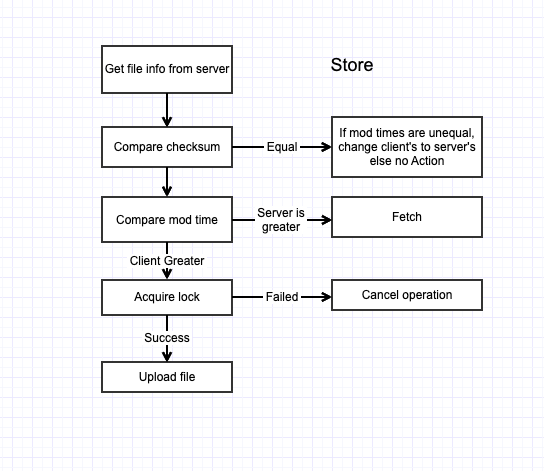 Store
Get file info from server
Compare checksum
Equal
If mod times are unequal,
change client's to server's
else no Action
Compare mod time
Server is
greater
Fetch
Client Greater
Acquire lock
Failed
Cancel operation
Success
Upload file